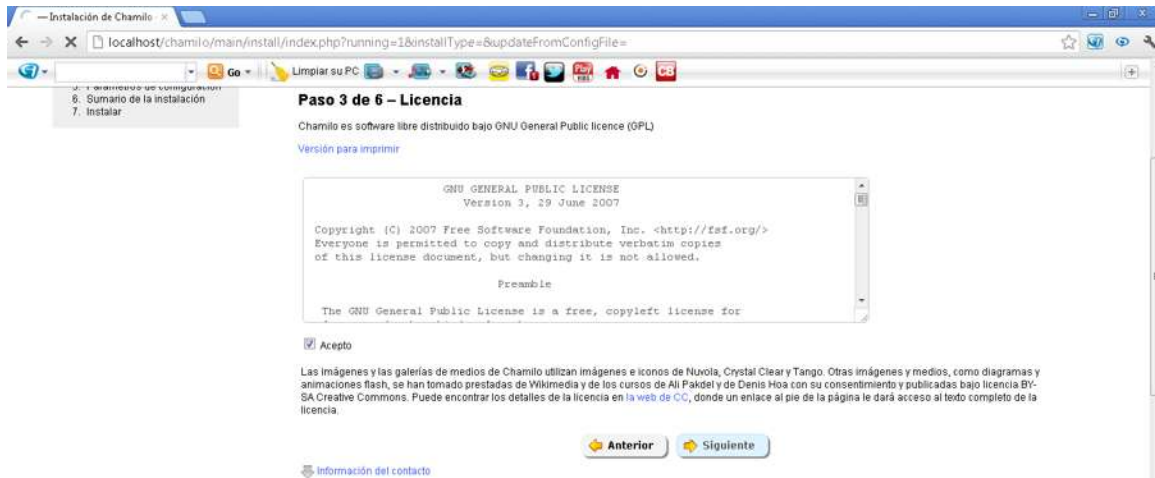 — Instalación de Chamilo
localhost/chamilo/main/install/index.php?running=1&installType=&updateFromConfigFile=
Go
Limpiar su PC
5. Parámetros de configuración
6. Sumario de la instalación
7. Instalar
Paso 3 de 6 – Licencia
Chamilo es software libre distribuido bajo GNU General Public licence (GPL)
Versión para imprimir
GNU GENERAL PUBLIC LICENSE
Version 3, 29 June 2007
Copyright (C) 2007 Free Software Foundation, Inc. <http://fsf.org/>
Everyone is permitted to copy and distribute verbatim copies
of this license document, but changing it is not allowed.
Preamble
The GNU General Public License is a free, copyleft license for
Acepto
Las imágenes y las galerías de medios de Chamilo utilizan imágenes e iconos de Nuvola, Crystal Clear y Tango. Otras imágenes y medios, como diagramas y
animaciones flash, se han tomado prestadas de Wikimedia y de los cursos de Ali Pakdel y de Denis Hoa con su consentimiento y publicadas bajo licencia BY-
SA Creative Commons. Puede encontrar los detalles de la licencia en la web de CC, donde un enlace al pie de la página le dará acceso al texto completo de la
licencia.
Anterior
Siguiente
Información del contacto